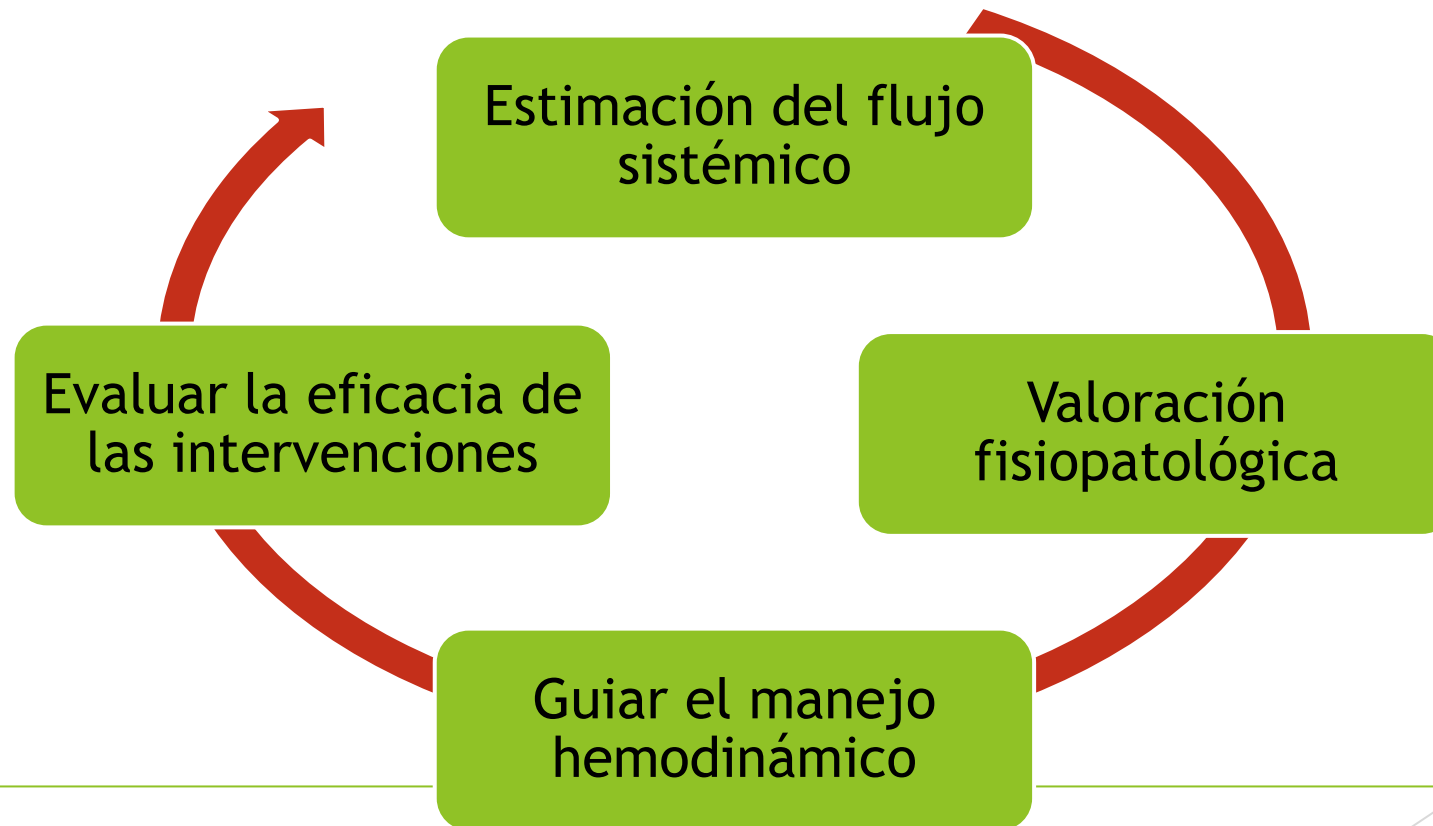 Estimación del flujo
sistémico
Valoración
fisiopatológica
Guiar el manejo
hemodinámico
Evaluar la eficacia de
las intervenciones